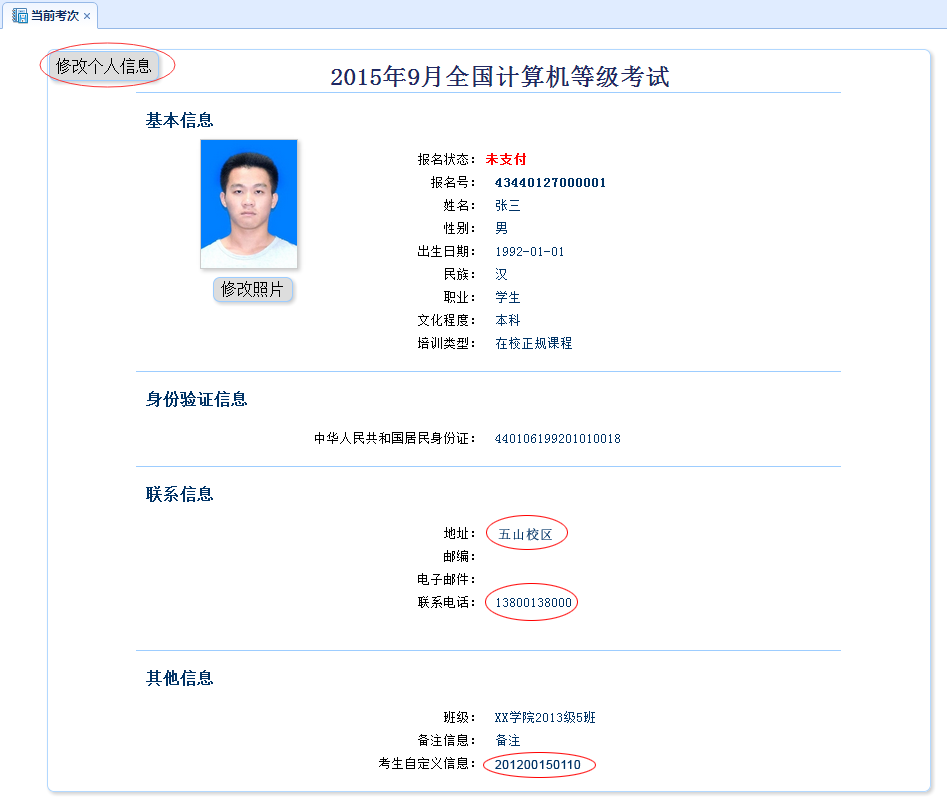 当前考次 ×
修改个人信息
2015年9月全国计算机等级考试
基本信息
报名状态： 未支付
报名号： 43440127000001
姓名： 张三
性别： 男
出生日期： 1992-01-01
民族： 汉
职业： 学生
文化程度： 本科
培训类型： 在校正规课程
修改照片
身份验证信息
中华人民共和国居民身份证： 440106199201010018
联系信息
地址： 五山校区
邮编：
电子邮件：
联系电话： 13800138000
其他信息
班级： XX学院2013级5班
备注信息： 备注
考生自定义信息： 201200150110